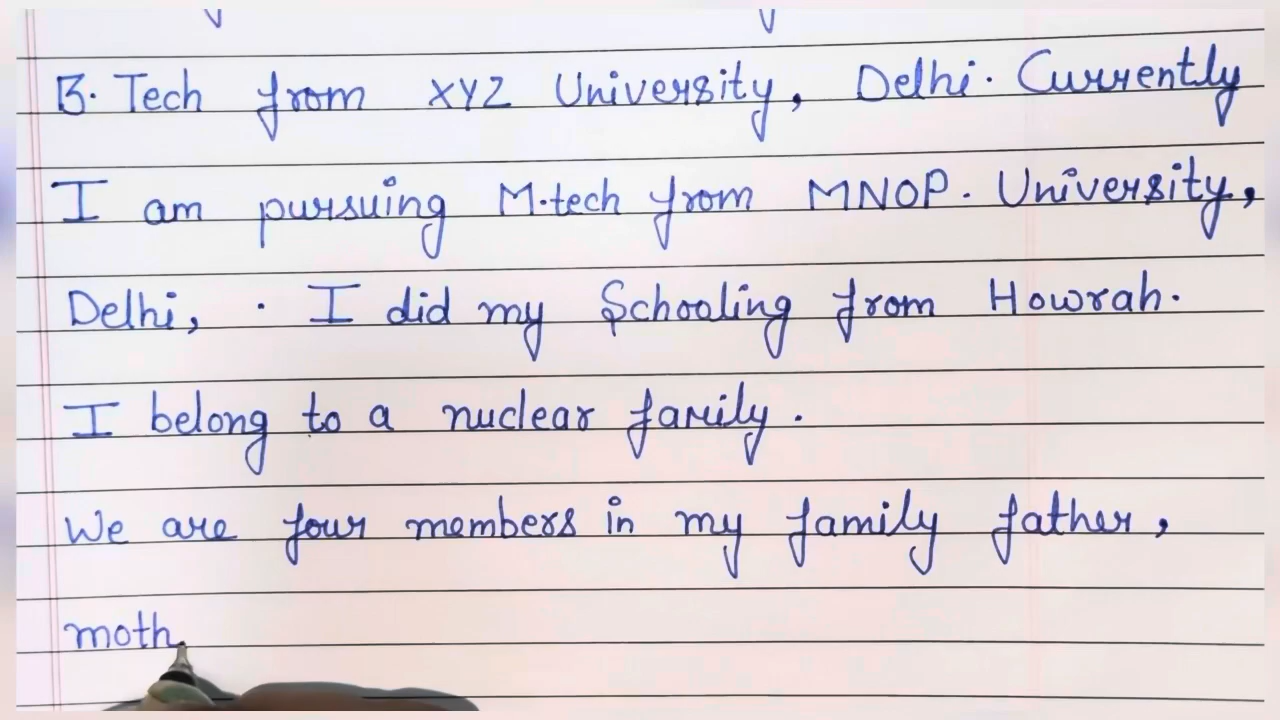 B. Tech from XYZ University, Delhi. Currently
I am pursuing M.tech from MNOP. University,
Delhi, . I did my Schooling from Howrah.
I belong to a nuclear family.
We are four members in my family father,
moth